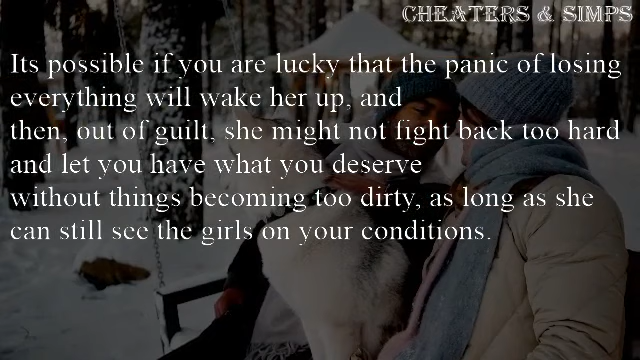 CHEATERS & SIMPS
Its possible if you are lucky that the panic of losing
everything will wake her up, and
then, out of guilt, she might not fight back too hard
and let you have what you deserve
without things becoming too dirty, as long as she
can still see the girls on your conditions.